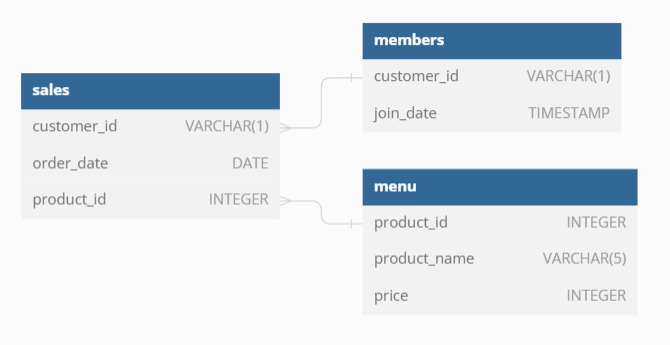 sales
customer_id VARCHAR(1)
order_date DATE
product_id INTEGER
members
customer_id VARCHAR(1)
join_date TIMESTAMP
menu
product_id INTEGER
product_name VARCHAR(5)
price INTEGER